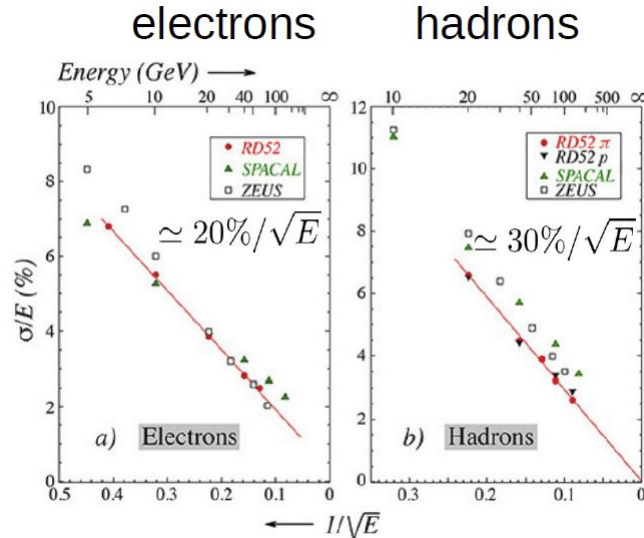 electrons hadrons
Energy (GeV)
5 10 20 30 40 100 ∞
10 20 50 100 500 ∞
10
8
6
4
2
0
σ/E (%)
RD52
SPACAL
ZEUS
≃ 20%/√E
a) Electrons
0.5 0.4 0.3 0.2 0.1 0
12
10
8
6
4
2
0
RD52 π
RD52 p
SPACAL
ZEUS
≃ 30%/√E
b) Hadrons
0.3 0.2 0.1 0
1/√E